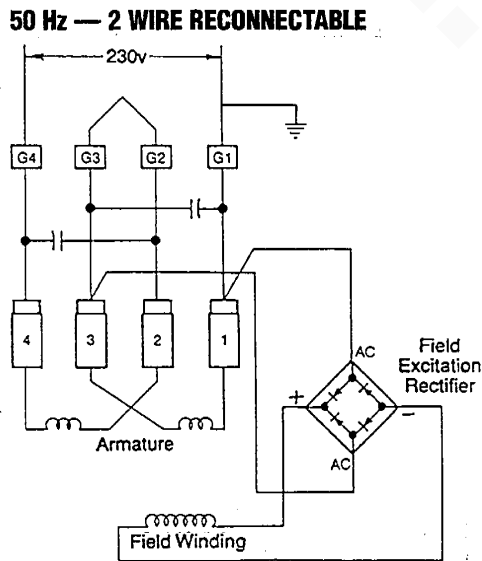 50 Hz — 2 WIRE RECONNECTABLE
230v
G4 G3 G2 G1
4 3 2 1
AC
Field
Excitation
Rectifier
+ −
Armature
AC
Field Winding